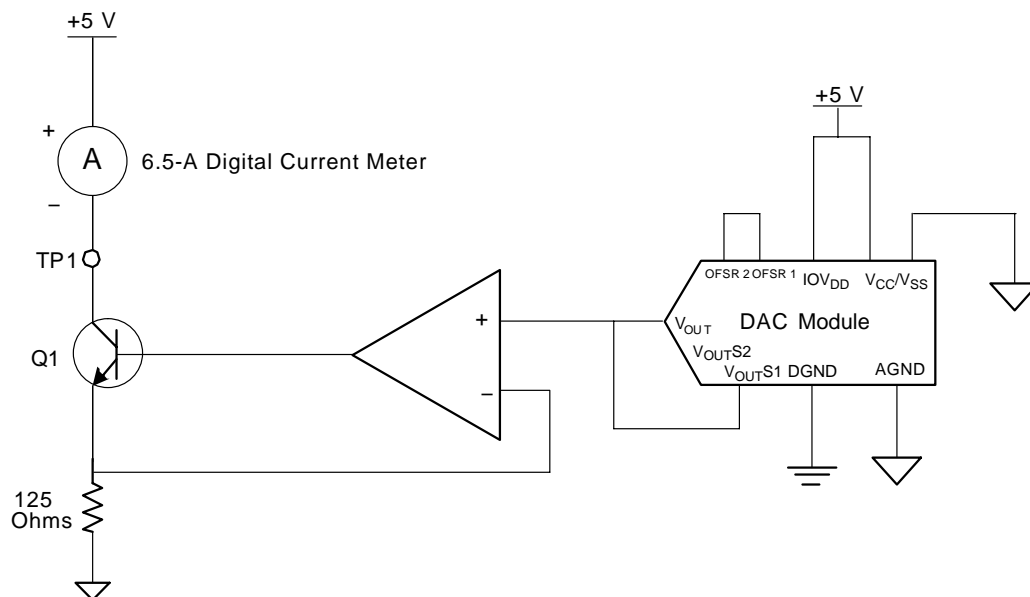 +5 V
+5 V
+
A
6.5-A Digital Current Meter
−
TP1
OFSR 2 OFSR 1 IOVDD VCC/VSS
+
VOUT
DAC Module
Q1
VOUTS2
VOUTS1 DGND AGND
−
125
Ohms